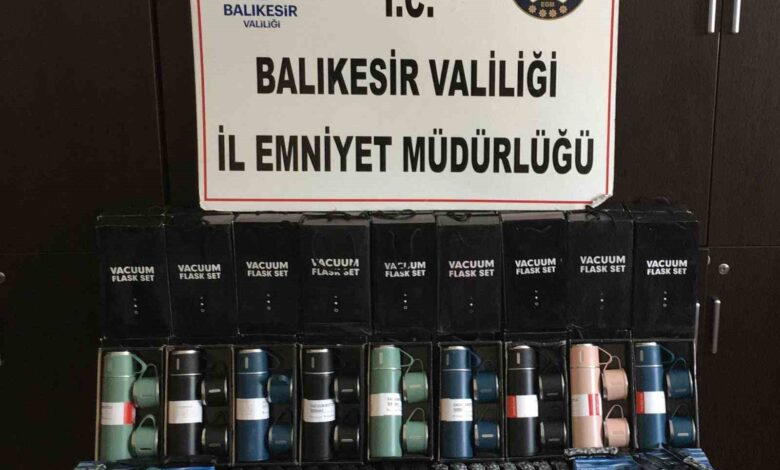 BALIKESİR
VALİLİĞİ
T.C.
EGM
BALIKESİR VALİLİĞİ
İL EMNİYET MÜDÜRLÜĞÜ
VACUUM
FLASK SET
VACUUM
FLASK SET
VACUUM
FLASK SET
VACUUM
FLASK SET
VACUUM
FLASK SET
VACUUM
FLASK SET
VACUUM
FLASK SET
VACUUM
FLASK SET
VACUUM
FLASK SET